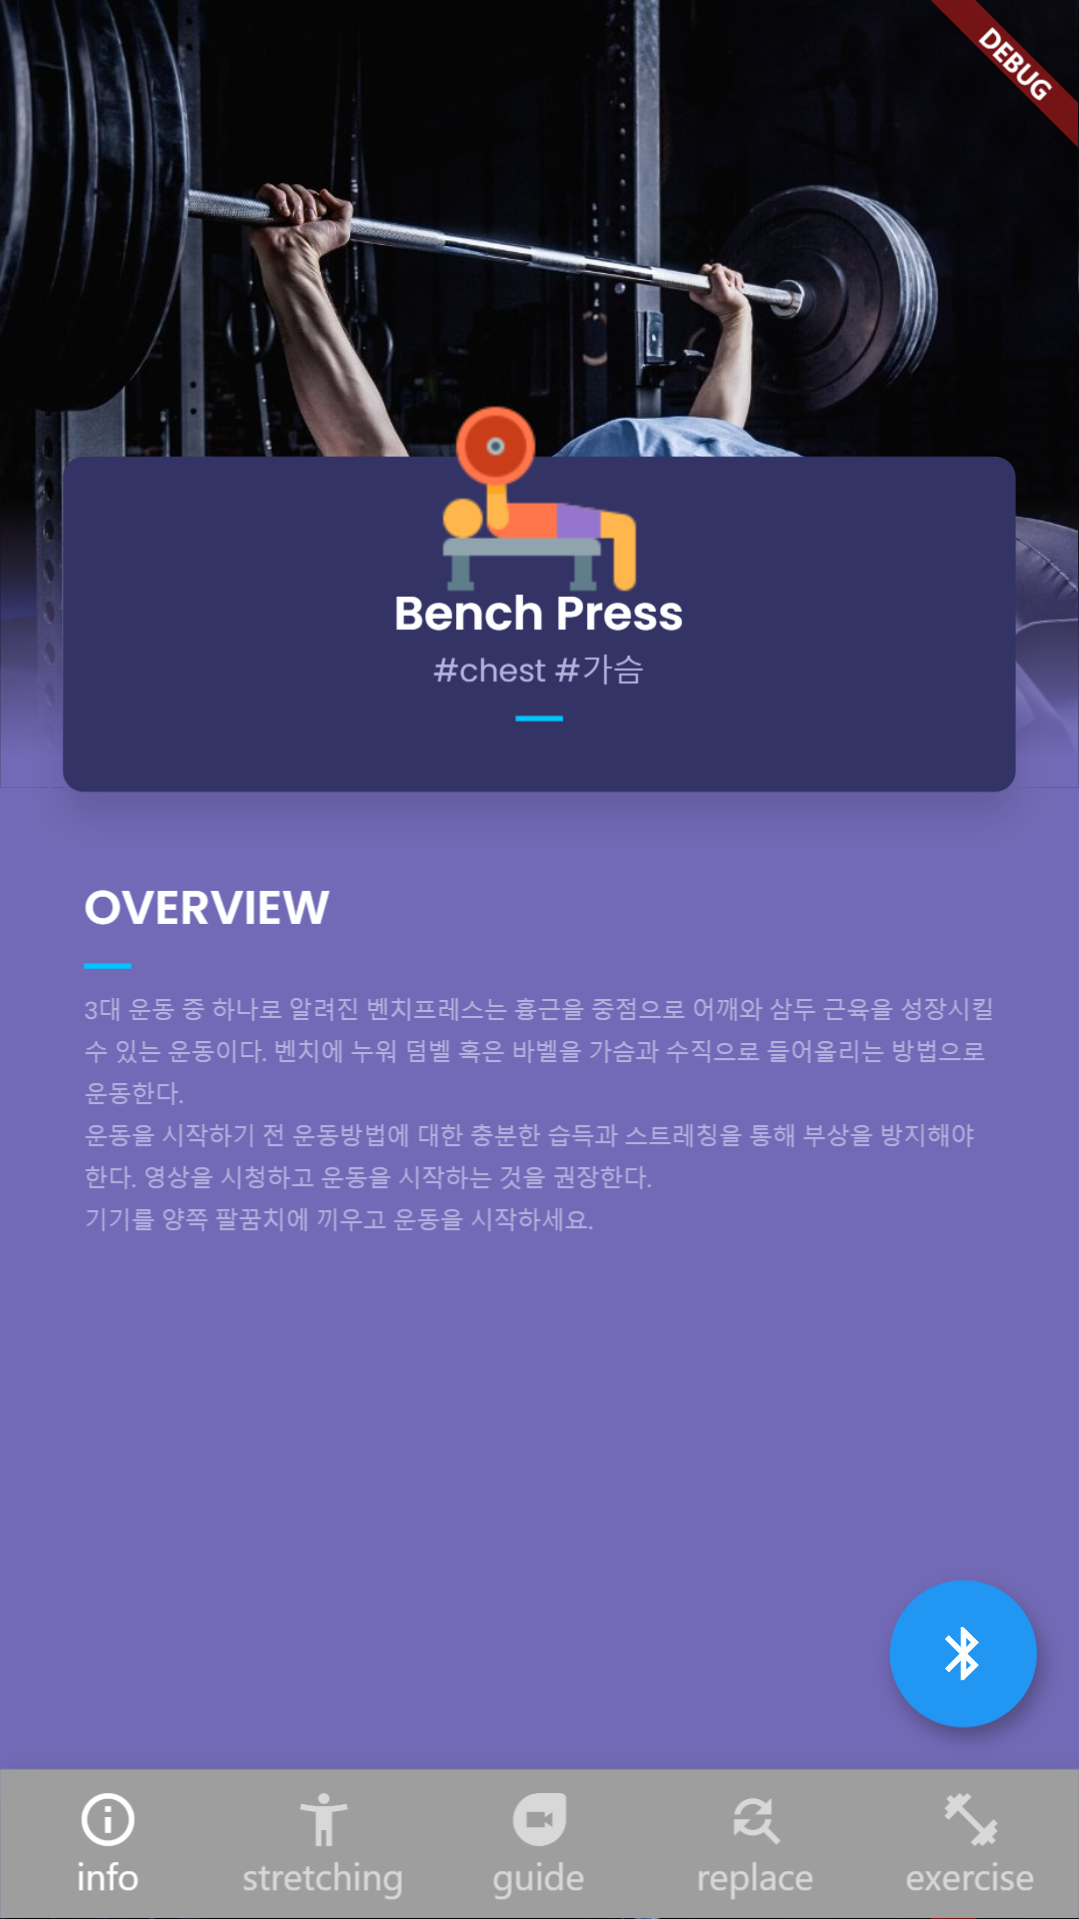 DEBUG
Bench Press
#chest #가슴
OVERVIEW
3대 운동 중 하나로 알려진 벤치프레스는 흉근을 중점으로 어깨와 삼두 근육을 성장시킬
수 있는 운동이다. 벤치에 누워 덤벨 혹은 바벨을 가슴과 수직으로 들어올리는 방법으로
운동한다.
운동을 시작하기 전 운동방법에 대한 충분한 습득과 스트레칭을 통해 부상을 방지해야
한다. 영상을 시청하고 운동을 시작하는 것을 권장한다.
기기를 양쪽 팔꿈치에 끼우고 운동을 시작하세요.
info
stretching
guide
replace
exercise